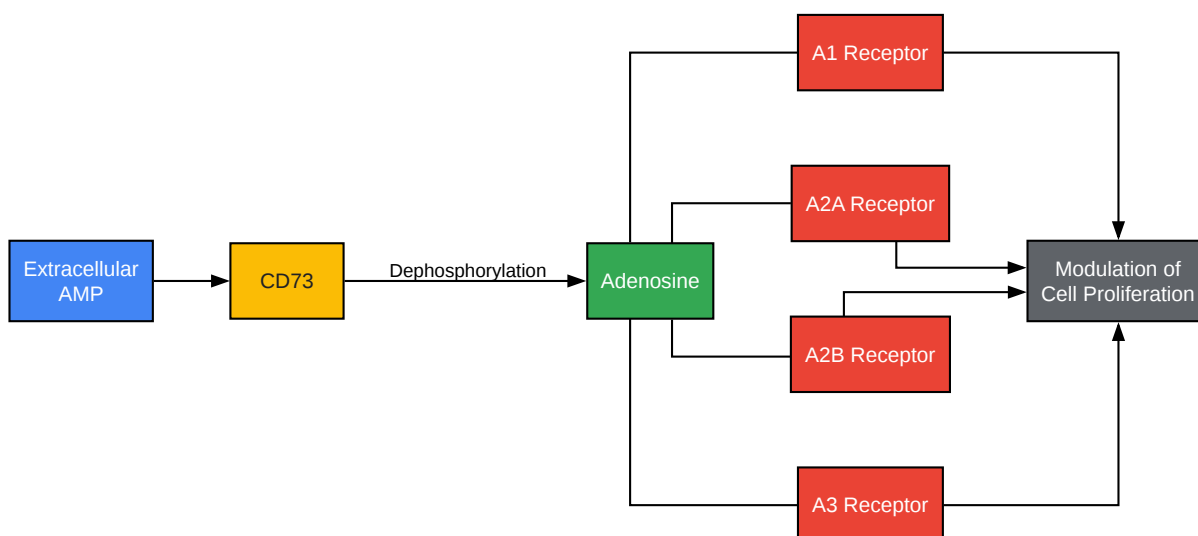 A1 Receptor
A2A Receptor
Extracellular
AMP
CD73
Dephosphorylation
Adenosine
Modulation of
Cell Proliferation
A2B Receptor
A3 Receptor